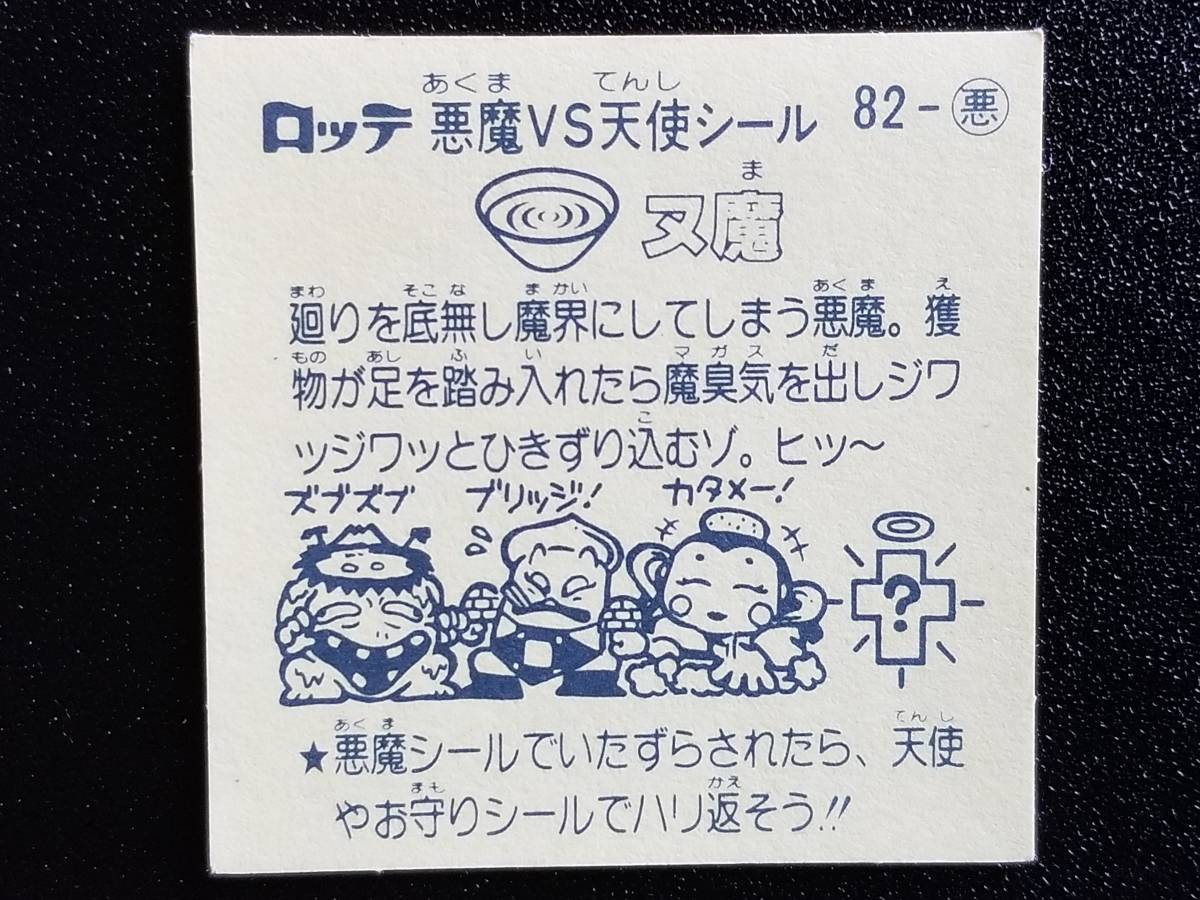 あくま てんし
ロッテ 悪魔VS天使シール 82-悪
ま
ヌ魔
まわ そこ な ま かい あく ま え
廻りを底無し魔界にしてしまう悪魔。獲
もの あし ふ い マ ガ ス だ
物が足を踏み入れたら魔臭気を出しジワ
こ
ッジワッとひきずり込むゾ。ヒッ〜
ズブズブ ブリッジ! カタメー!
?
あく ま てん し
★悪魔シールでいたずらされたら、天使
まも かえ
やお守りシールでハリ返そう!!